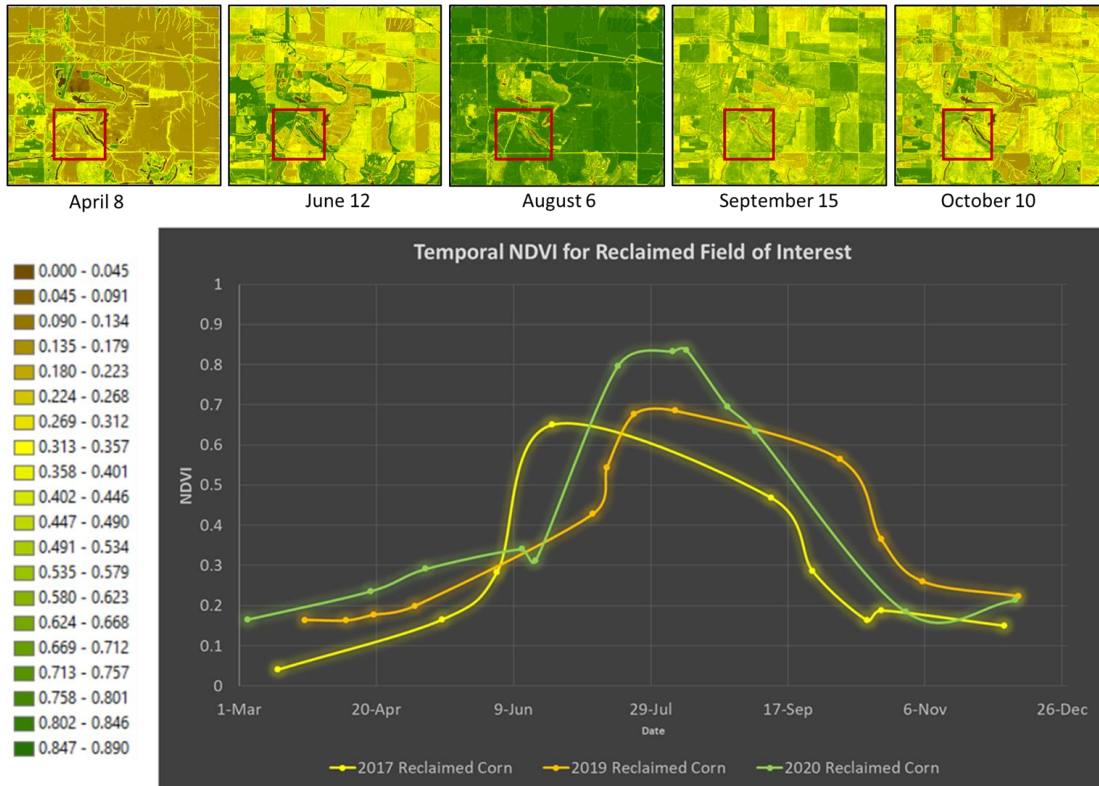 April 8
June 12
August 6
September 15
October 10
0.000 - 0.045
0.045 - 0.091
0.090 - 0.134
0.135 - 0.179
0.180 - 0.223
0.224 - 0.268
0.269 - 0.312
0.313 - 0.357
0.358 - 0.401
0.402 - 0.446
0.447 - 0.490
0.491 - 0.534
0.535 - 0.579
0.580 - 0.623
0.624 - 0.668
0.669 - 0.712
0.713 - 0.757
0.758 - 0.801
0.802 - 0.846
0.847 - 0.890
Temporal NDVI for Reclaimed Field of Interest
NDVI
1
0.9
0.8
0.7
0.6
0.5
0.4
0.3
0.2
0.1
0
1-Mar
20-Apr
9-Jun
29-Jul
17-Sep
6-Nov
26-Dec
Date
2017 Reclaimed Corn
2019 Reclaimed Corn
2020 Reclaimed Corn